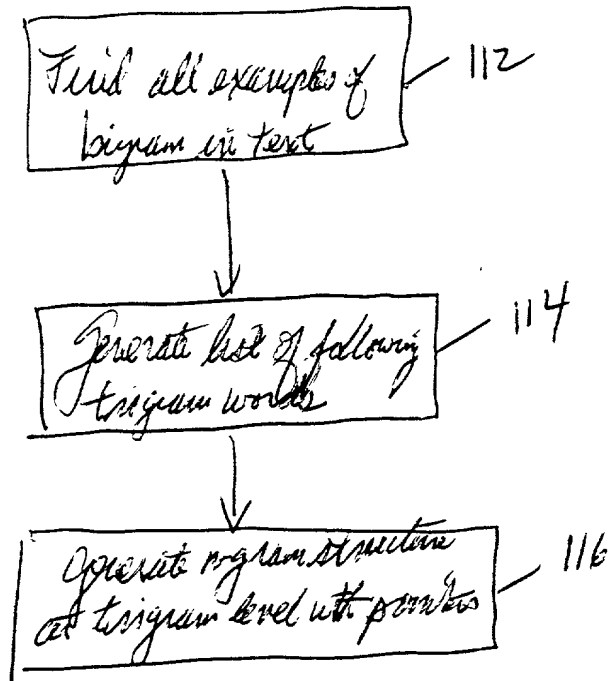 Find all examples of
bigram in text
112
Generate list of following
trigram words
114
Generate n-gram structure
at trigram level with pointers
116